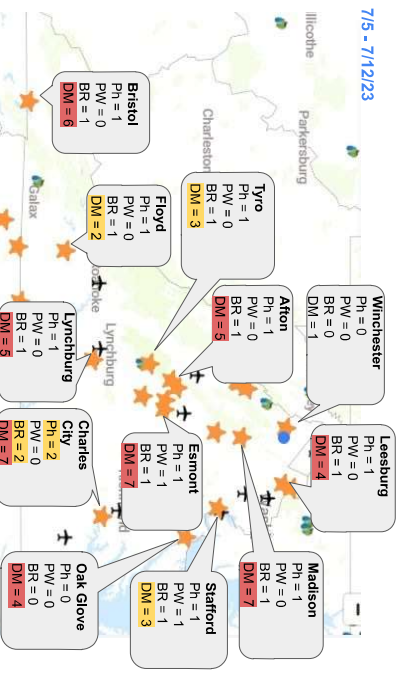 7/5 - 7/12/23
illicothe
Parkersburg
Charleston
Leesburg
Ph = 1
PW = 0
BR = 1
DM = 4
Winchester
Ph = 0
PW = 0
BR = 0
DM = 1
Madison
Ph = 1
PW = 0
BR = 1
DM = 7
Afton
Ph = 1
PW = 0
BR = 1
DM = 5
Tyro
Ph = 1
PW = 0
BR = 1
DM = 3
Stafford
Ph = 1
PW = 1
BR = 1
DM = 3
Esmont
Ph = 1
PW = 1
BR = 1
DM = 7
Floyd
Ph = 1
PW = 0
BR = 1
DM = 2
Bristol
Ph = 1
PW = 0
BR = 1
DM = 6
Lynchburg
oanoke
Galax
Oak Glove
Ph = 0
PW = 0
BR = 0
DM = 4
Charles
City
Ph = 2
PW = 0
BR = 2
DM = 7
Lynchburg
Ph = 1
PW = 0
BR = 1
DM = 5